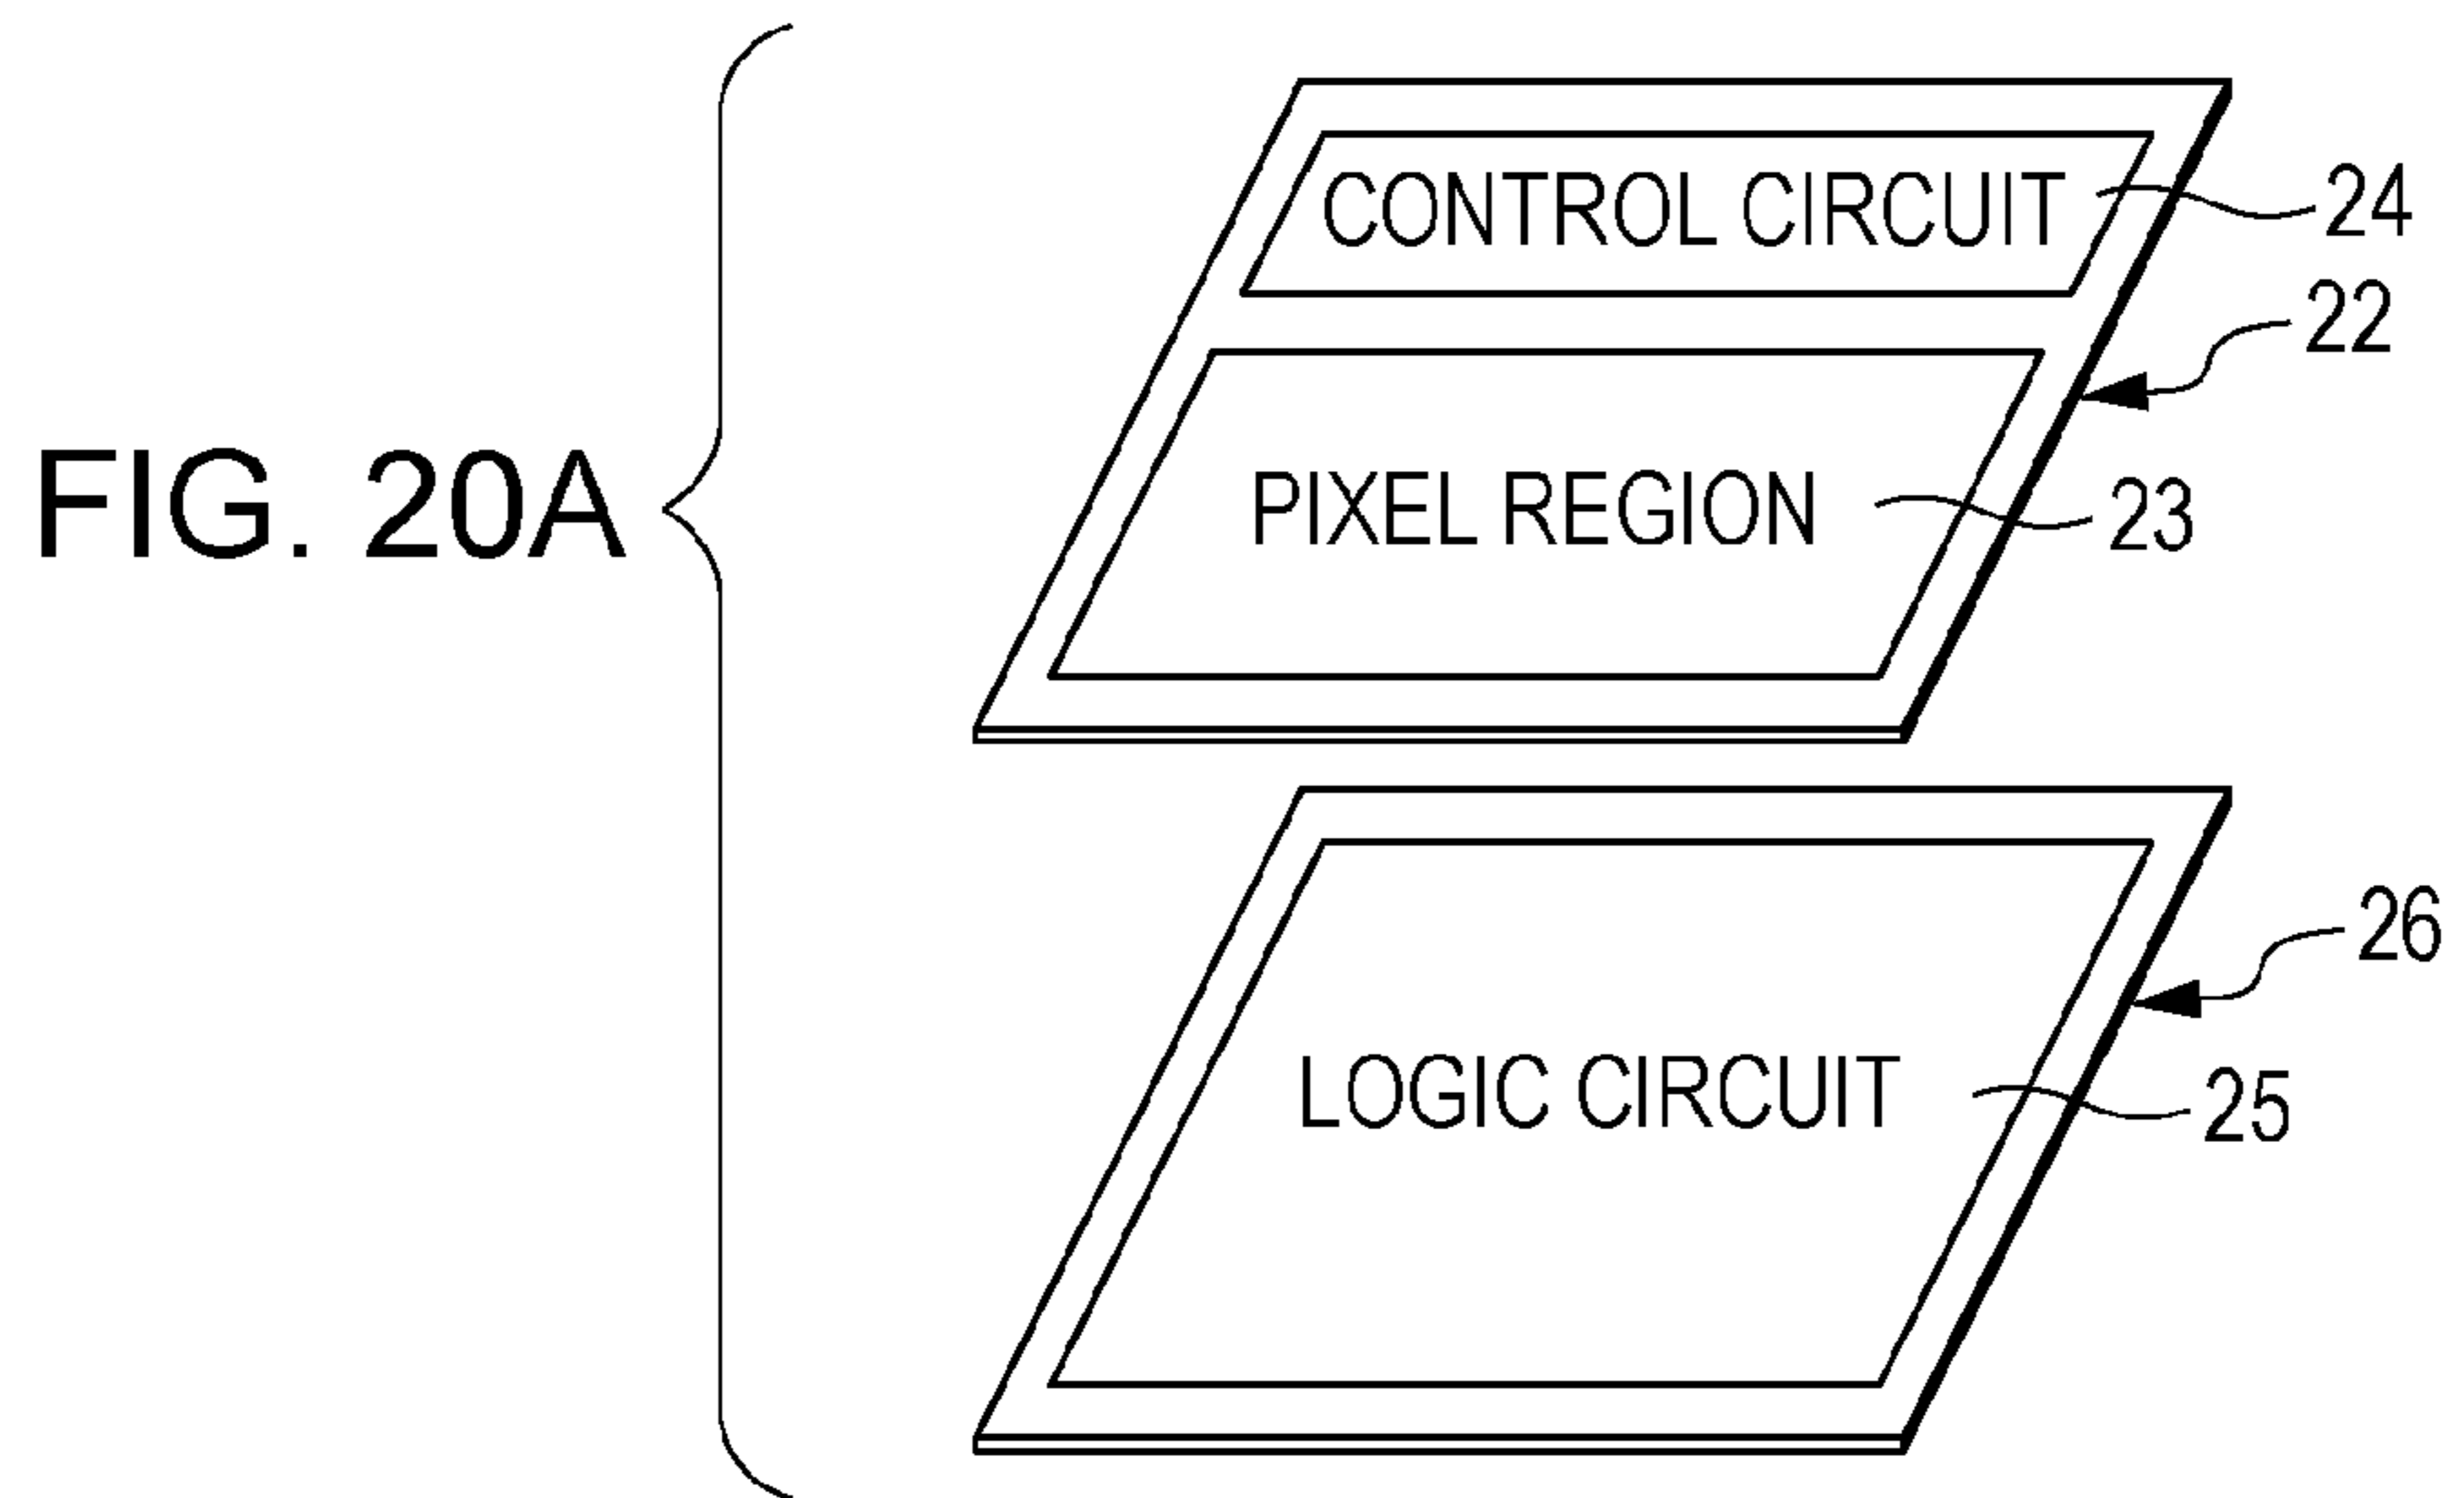 FIG. 20A
CONTROL CIRCUIT
24
22
PIXEL REGION
23
26
LOGIC CIRCUIT
25